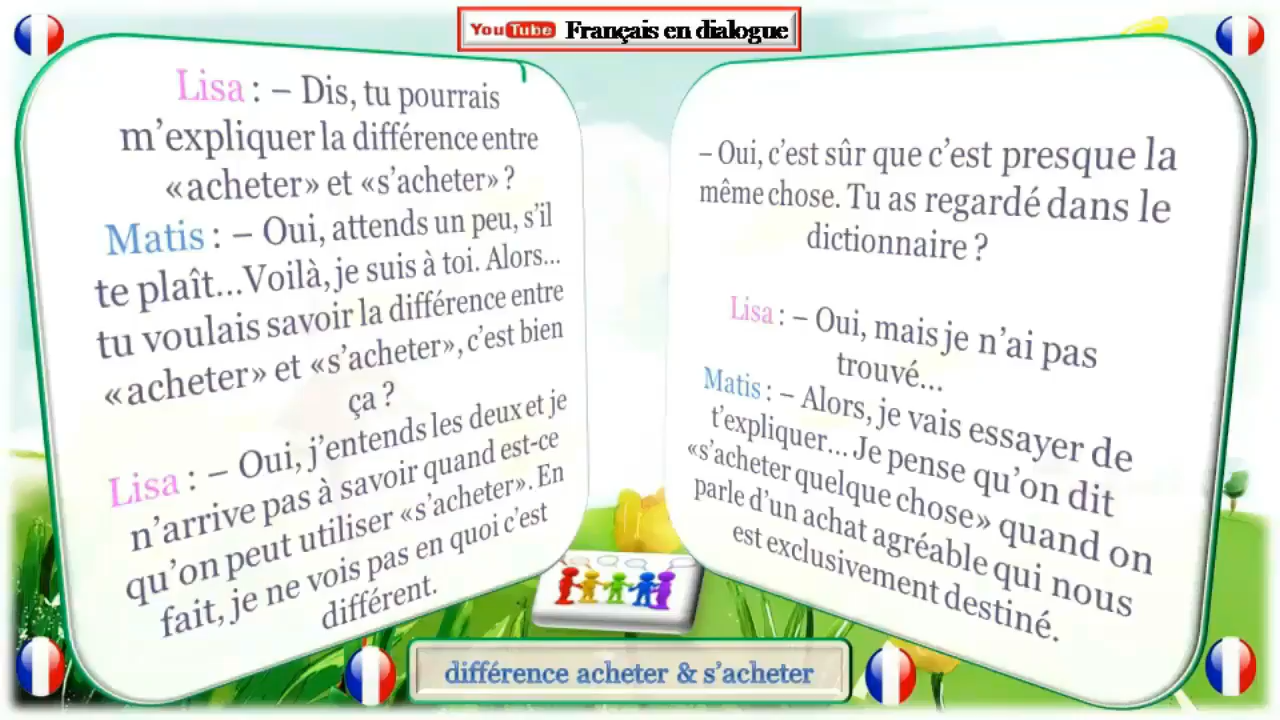 YouTube Français en dialogue
Lisa : – Dis, tu pourrais
m’expliquer la différence entre
«acheter» et «s’acheter» ?
Matis : – Oui, attends un peu, s’il
te plaît...Voilà, je suis à toi. Alors...
tu voulais savoir la différence entre
«acheter» et «s’acheter», c’est bien
ça ?
Lisa : – Oui, j’entends les deux et je
n’arrive pas à savoir quand est-ce
qu’on peut utiliser «s’acheter». En
fait, je ne vois pas en quoi c’est
différent.
– Oui, c’est sûr que c’est presque la
même chose. Tu as regardé dans le
dictionnaire ?
Lisa : – Oui, mais je n’ai pas
trouvé...
Matis : – Alors, je vais essayer de
t’expliquer... Je pense qu’on dit
«s’acheter quelque chose» quand on
parle d’un achat agréable qui nous
est exclusivement destiné.
différence acheter & s’acheter